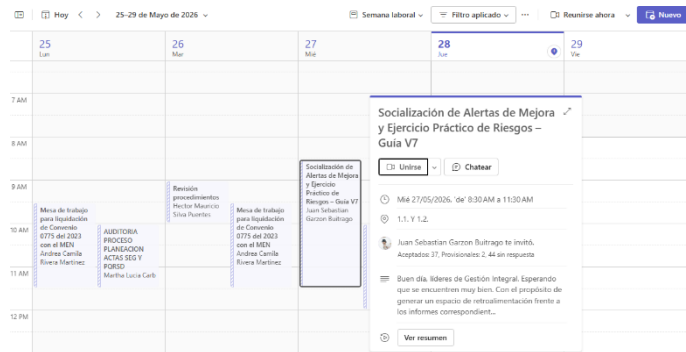 Hoy
25–29 de Mayo de 2026
Semana laboral
Filtro aplicado
Reunirse ahora
Nuevo
25
Lun
26
Mar
27
Mié
28
Jue
29
Vie
7 AM
8 AM
9 AM
10 AM
11 AM
12 PM
Mesa de trabajo
para liquidación
de Convenio
0775 del 2023
con el MEN
Andrea Camila
Rivera Martínez
AUDITORIA
PROCESO
PLANEACION
ACTAS SEG Y
PQRSD
Martha Lucia Carb
Revisión
procedimientos
Hector Mauricio
Silva Puentes
Mesa de trabajo
para liquidación
de Convenio
0775 del 2023
con el MEN
Andrea Camila
Rivera Martínez
Socialización de
Alertas de Mejora
y Ejercicio
Práctico de
Riesgos – Guía V7
Juan Sebastian
Garzon Buitrago
Socialización de Alertas de Mejora
y Ejercicio Práctico de Riesgos –
Guía V7
Unirse
Chatear
Mié 27/05/2026, 'de' 8:30 AM a 11:30 AM
1.1. Y 1.2.
Juan Sebastian Garzon Buitrago te invitó.
Aceptados: 37, Provisionales: 2, 44 sin respuesta
Buen día, líderes de Gestión Integral. Esperando
que se encuentren muy bien. Con el propósito de
generar un espacio de retroalimentación frente a
los informes correspondient...
Ver resumen